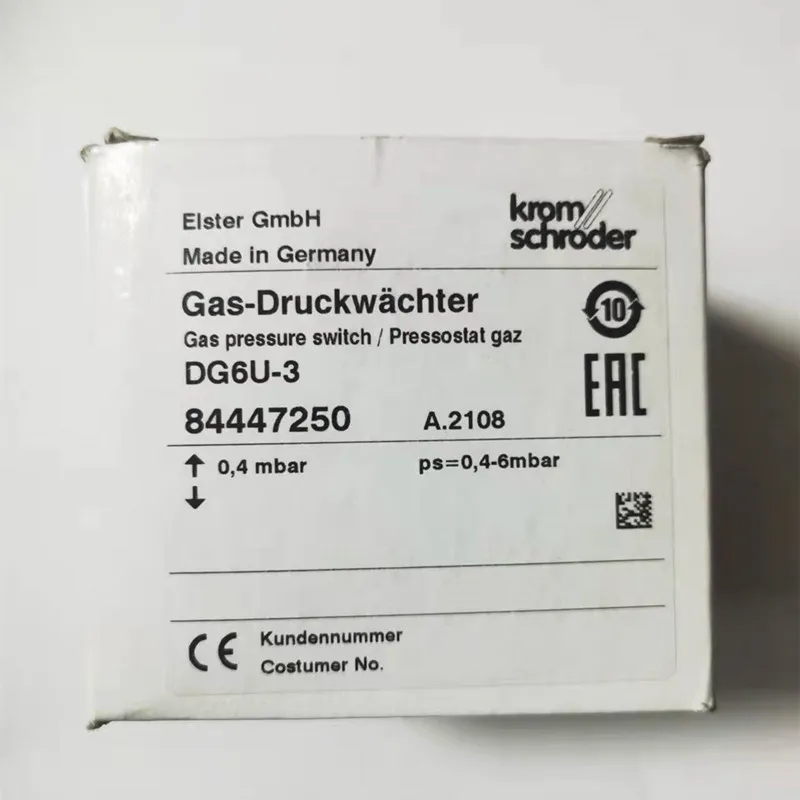 Elster GmbH
Made in Germany
krom
schroder
Gas-Druckwächter
Gas pressure switch / Pressostat gaz
10
DG6U-3
EAC
84447250 A.2108
↑ 0,4 mbar ps=0,4-6mbar
↓
CE
Kundennummer
Costumer No.